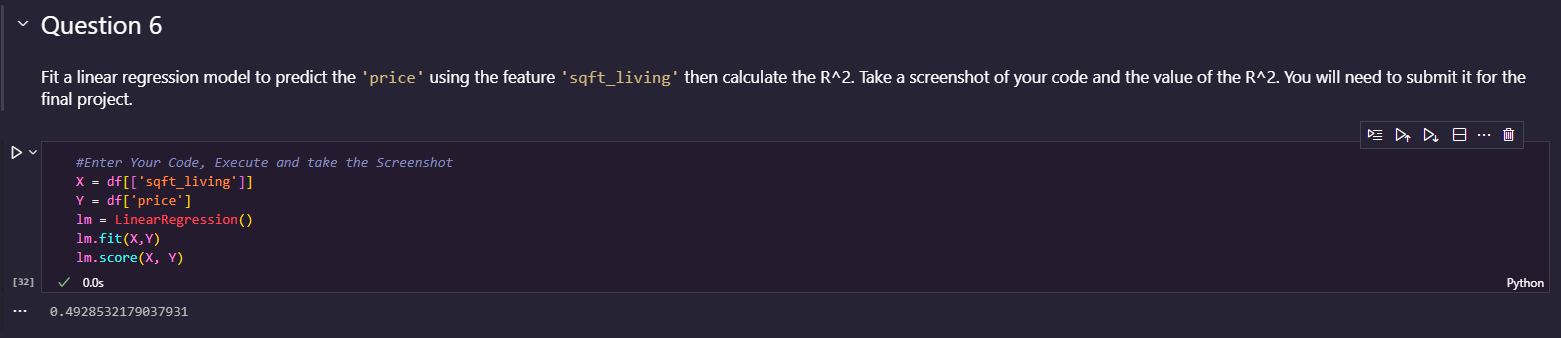 Question 6
Fit a linear regression model to predict the 'price' using the feature 'sqft_living' then calculate the R^2. Take a screenshot of your code and the value of the R^2. You will need to submit it for the
final project.
#Enter Your Code, Execute and take the Screenshot
X = df[['sqft_living']]
Y = df['price']
lm = LinearRegression()
lm.fit(X,Y)
lm.score(X, Y)
[32] 0.0s Python
0.4928532179037931